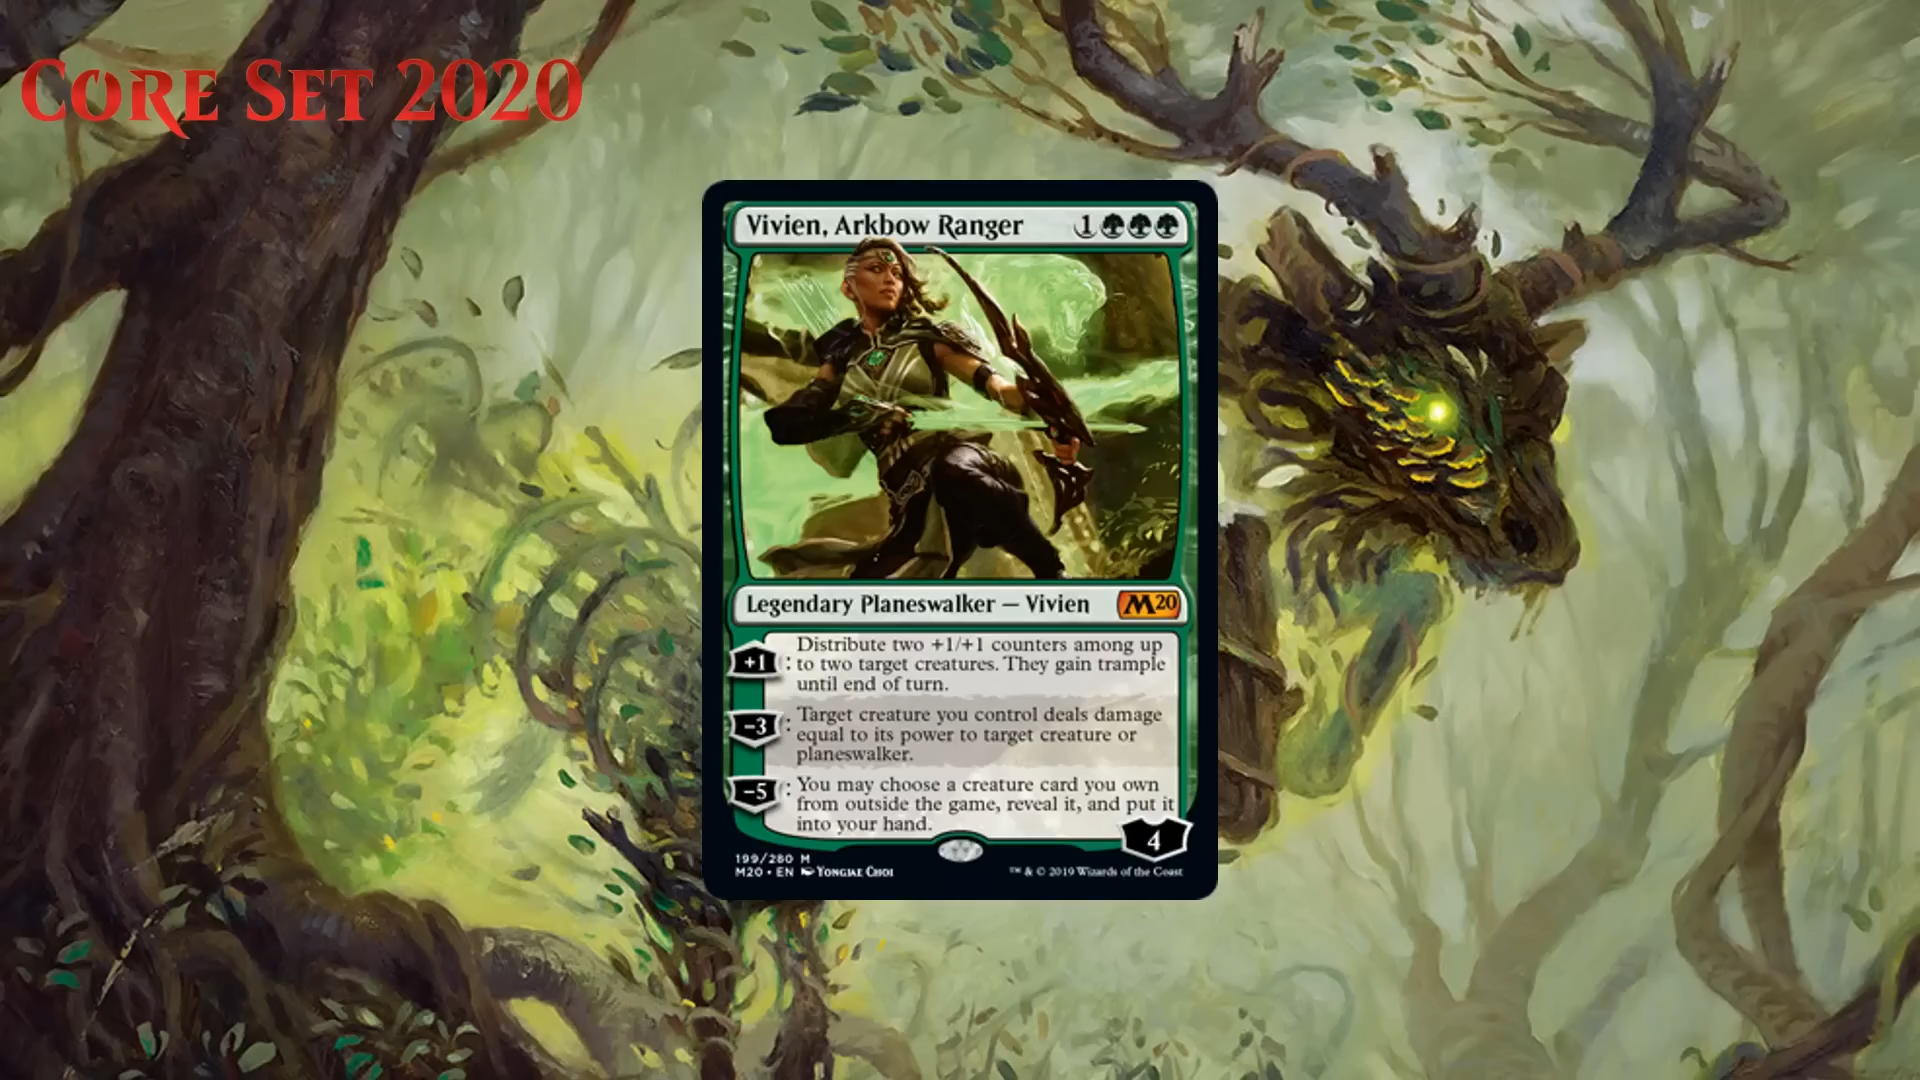 Core Set 2020
Vivien, Arkbow Ranger 1
Legendary Planeswalker — Vivien M20
+1: Distribute two +1/+1 counters among up
to two target creatures. They gain trample
until end of turn.
−3: Target creature you control deals damage
equal to its power to target creature or
planeswalker.
−5: You may choose a creature card you own
from outside the game, reveal it, and put it
into your hand.
4
199/280 M
M20 • EN Yongjae Choi ™ & © 2019 Wizards of the Coast